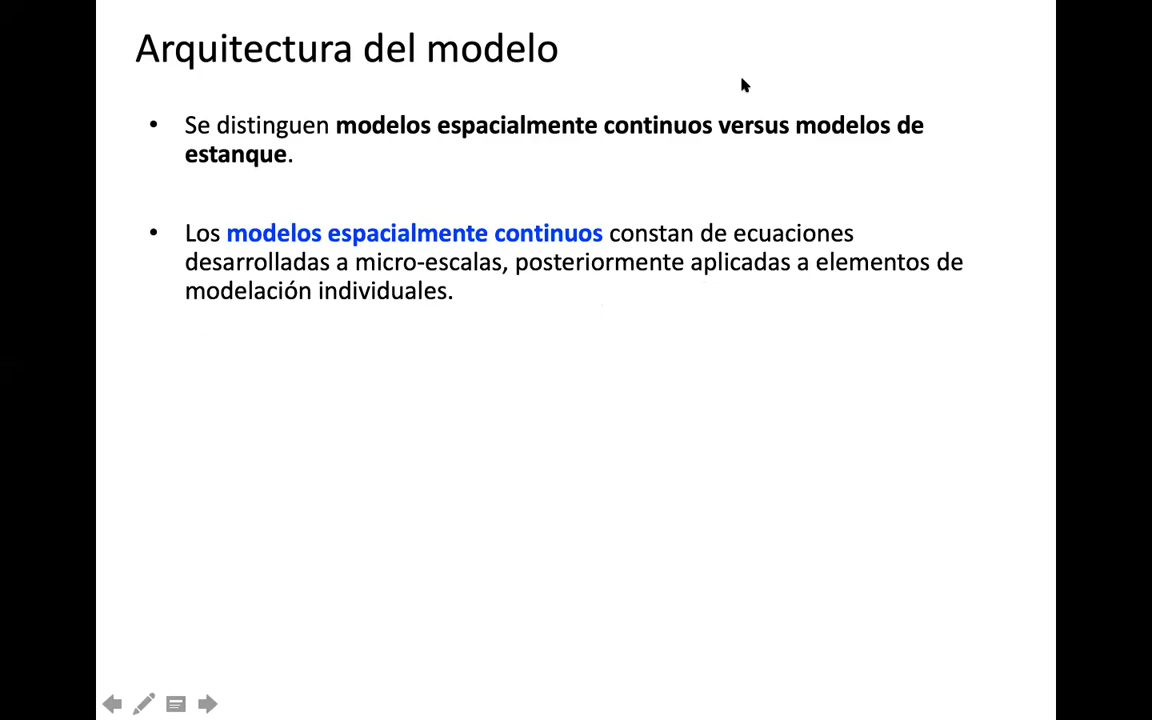 Arquitectura del modelo
• Se distinguen modelos espacialmente continuos versus modelos de
estanque.
• Los modelos espacialmente continuos constan de ecuaciones
desarrolladas a micro-escalas, posteriormente aplicadas a elementos de
modelación individuales.